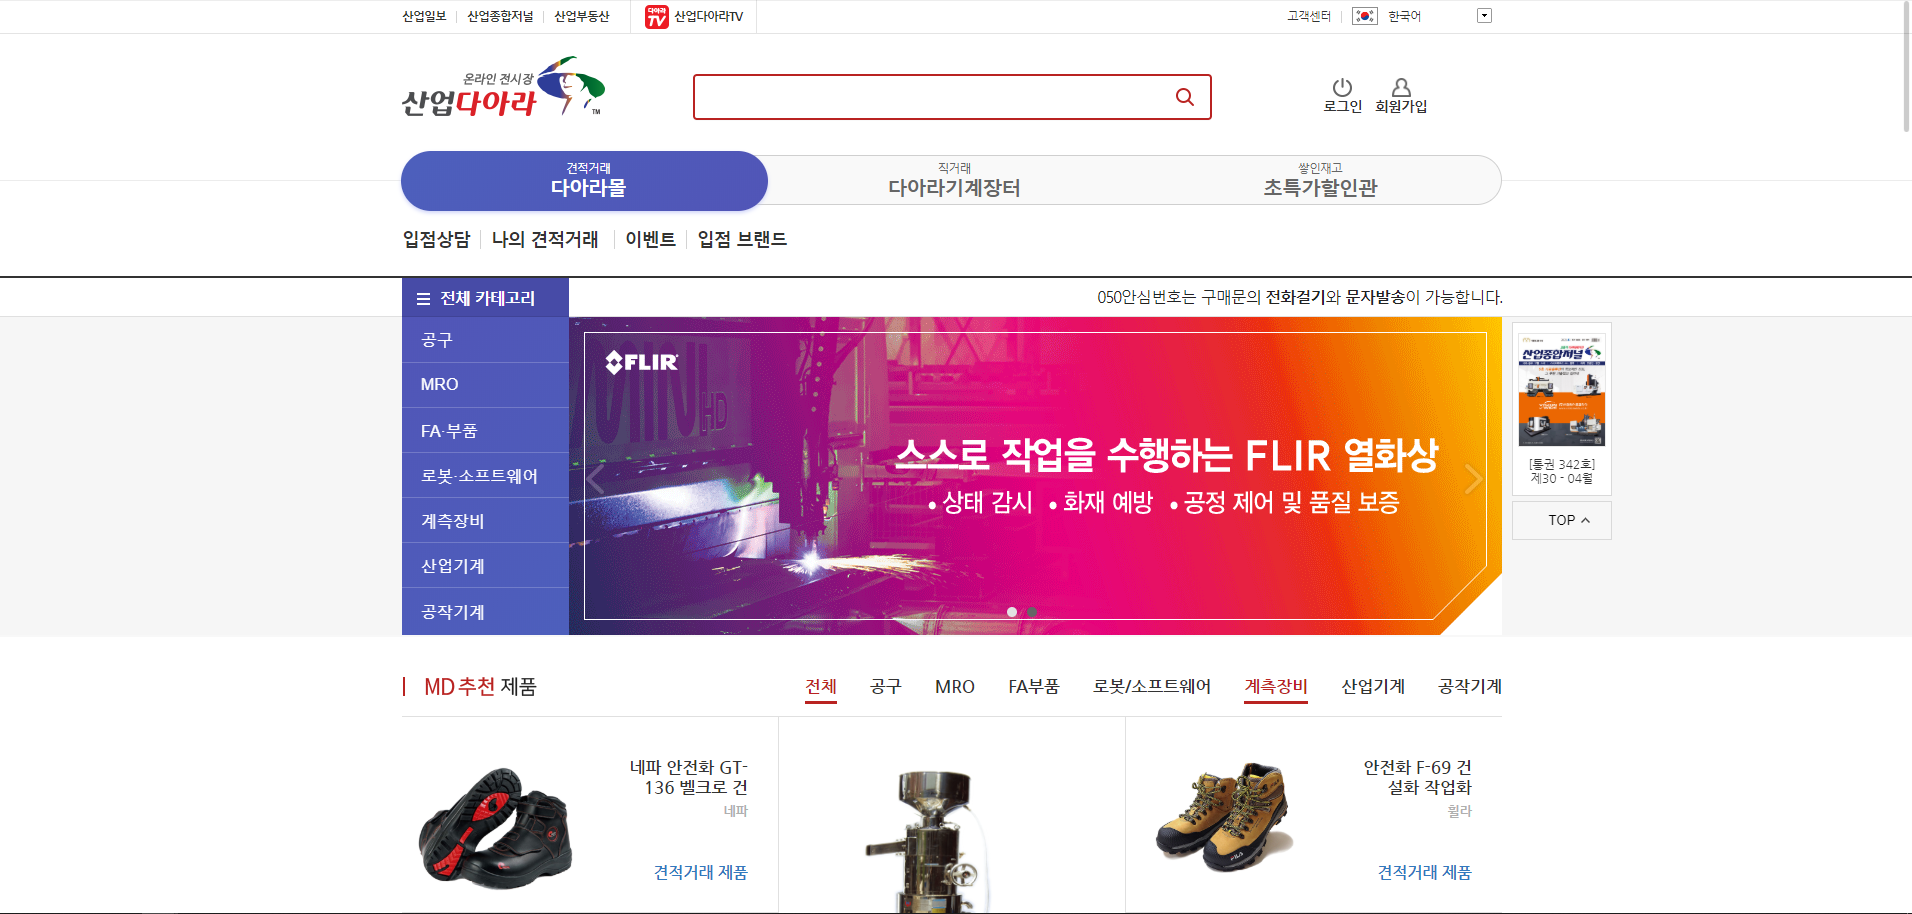 산업일보 산업종합저널 산업부동산 다아라 TV 산업다아라TV 고객센터 한국어
온라인 전시장
산업다아라 TM
로그인 회원가입
견적거래 직거래 쌓인재고
다아라몰 다아라기계장터 초특가할인관
입점상담 나의 견적거래 이벤트 입점 브랜드
전체 카테고리 050안심번호는 구매문의 전화걸기와 문자발송이 가능합니다.
공구
MRO
FA·부품
로봇·소프트웨어
계측장비
산업기계
공작기계
FLIR
HD
스스로 작업을 수행하는 FLIR 열화상
• 상태 감시 • 화재 예방 • 공정 제어 및 품질 보증
산업종합저널
[통권 342호]
제30 - 04월
TOP
MD 추천 제품 전체 공구 MRO FA부품 로봇/소프트웨어 계측장비 산업기계 공작기계
네파 안전화 GT-
136 벨크로 건
네파
견적거래 제품
안전화 F-69 건
설화 작업화
휠라
견적거래 제품
FILA